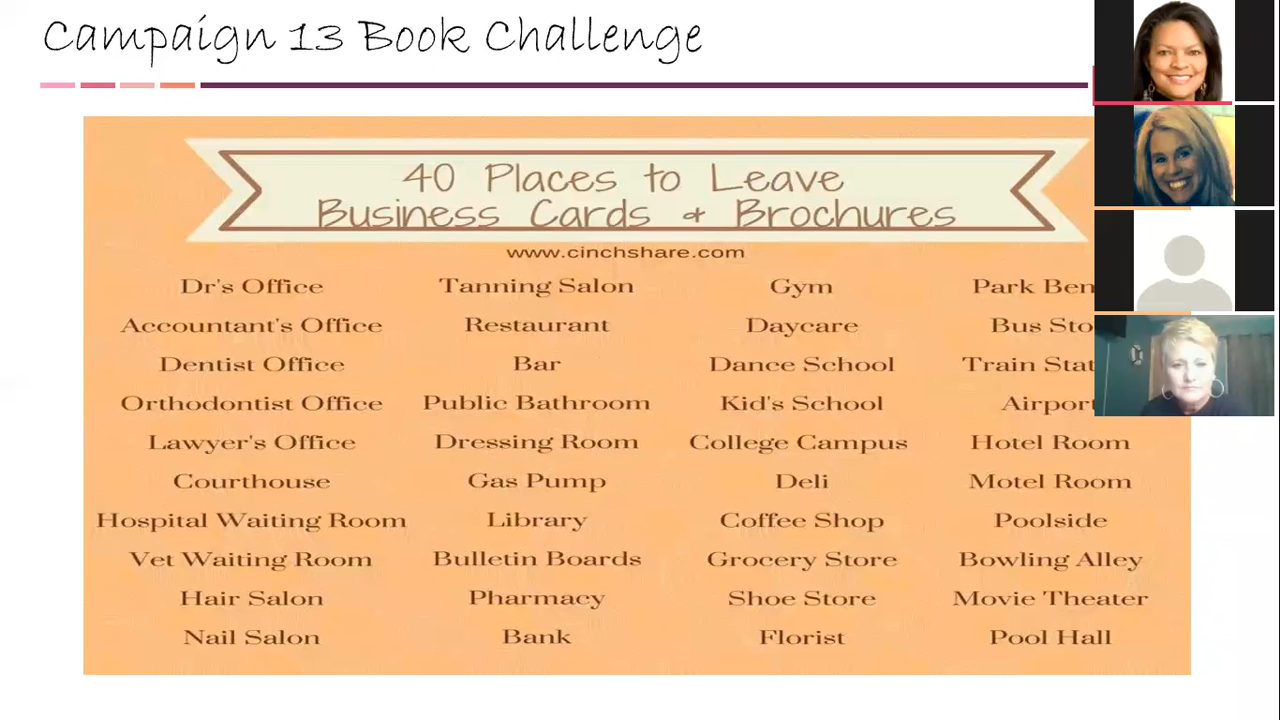 Campaign 13 Book Challenge
40 Places to Leave
Business Cards & Brochures
www.cinchshare.com
Dr's Office
Accountant's Office
Dentist Office
Orthodontist Office
Lawyer's Office
Courthouse
Hospital Waiting Room
Vet Waiting Room
Hair Salon
Nail Salon
Tanning Salon
Restaurant
Bar
Public Bathroom
Dressing Room
Gas Pump
Library
Bulletin Boards
Pharmacy
Bank
Gym
Daycare
Dance School
Kid's School
College Campus
Deli
Coffee Shop
Grocery Store
Shoe Store
Florist
Park
Bus
Train
Airport
Hotel Room
Motel Room
Poolside
Bowling Alley
Movie Theater
Pool Hall